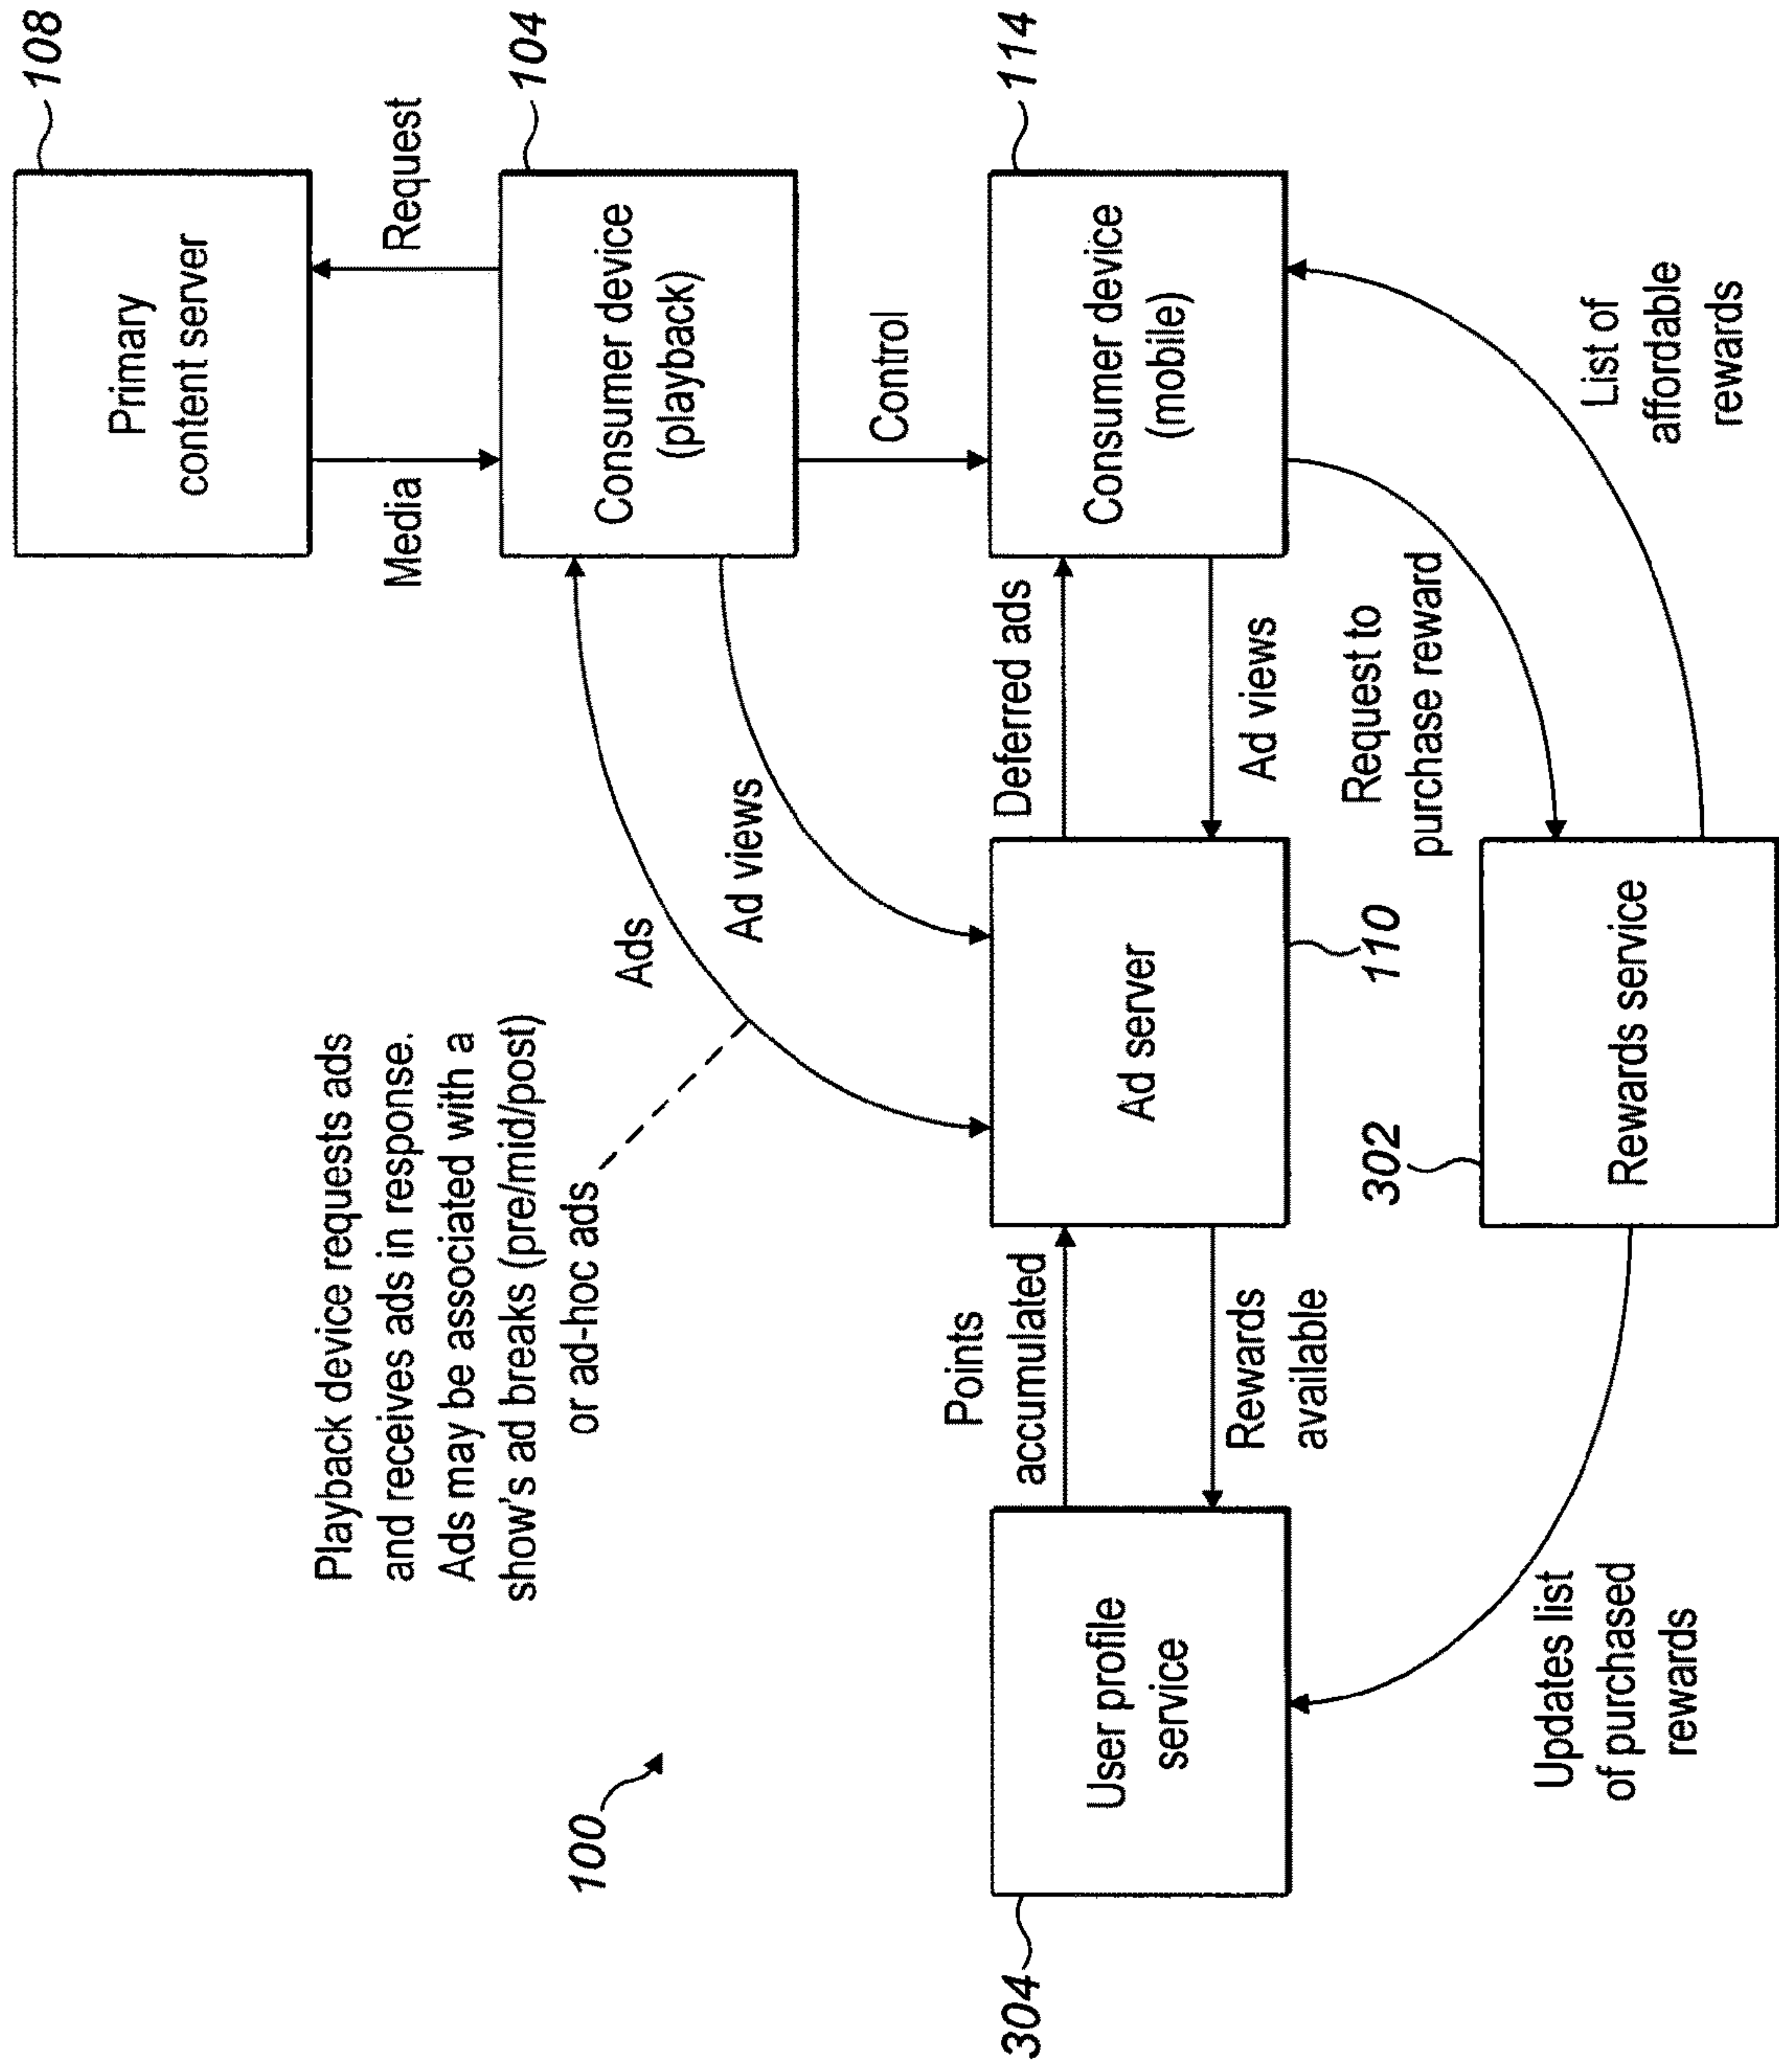 108
Primary
content server
Request
Media
104
Consumer device
(playback)
Control
114
Consumer device
(mobile)
Playback device requests ads
and receives ads in response.
Ads may be associated with a
show's ad breaks (pre/mid/post)
or ad-hoc ads
Ads
Ad views
Deferred ads
Ad views
Request to
purchase reward
List of
affordable
rewards
100
304
User profile
service
Points
accumulated
Rewards
available
Ad server
110
302
Rewards service
Updates list
of purchased
rewards